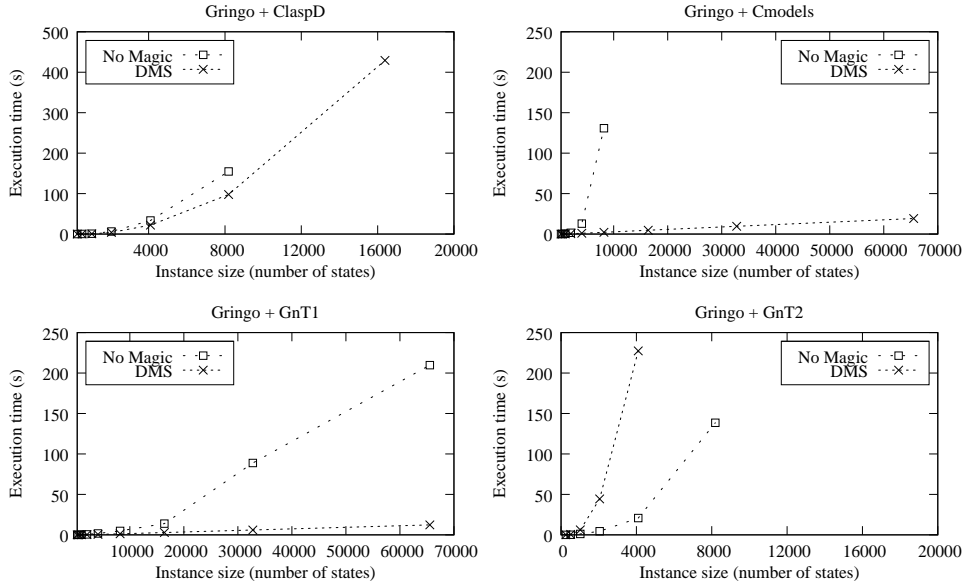 Gringo + ClaspD
Execution time (s)
500
400
300
200
100
0
No Magic
DMS
4000 8000 12000 16000 20000
Instance size (number of states)
Gringo + Cmodels
Execution time (s)
250
200
150
100
50
0
No Magic
DMS
10000 20000 30000 40000 50000 60000 70000
Instance size (number of states)
Gringo + GnT1
Execution time (s)
250
200
150
100
50
0
No Magic
DMS
10000 20000 30000 40000 50000 60000 70000
Instance size (number of states)
Gringo + GnT2
Execution time (s)
250
200
150
100
50
0
No Magic
DMS
0 4000 8000 12000 16000 20000
Instance size (number of states)